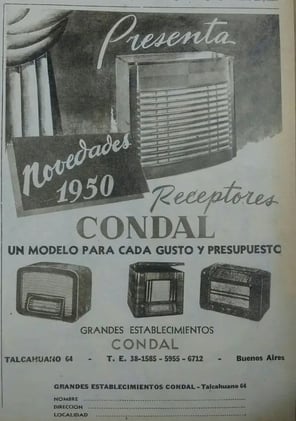 Presenta
Novedades
1950
Receptores
CONDAL
UN MODELO PARA CADA GUSTO Y PRESUPUESTO
GRANDES ESTABLECIMIENTOS
CONDAL
TALCAHUANO 64 - T. E. 38-1585 - 5955 - 6712 - Buenos Aires
GRANDES ESTABLECIMIENTOS CONDAL - Talcahuano 64
NOMBRE
DIRECCION
LOCALIDAD